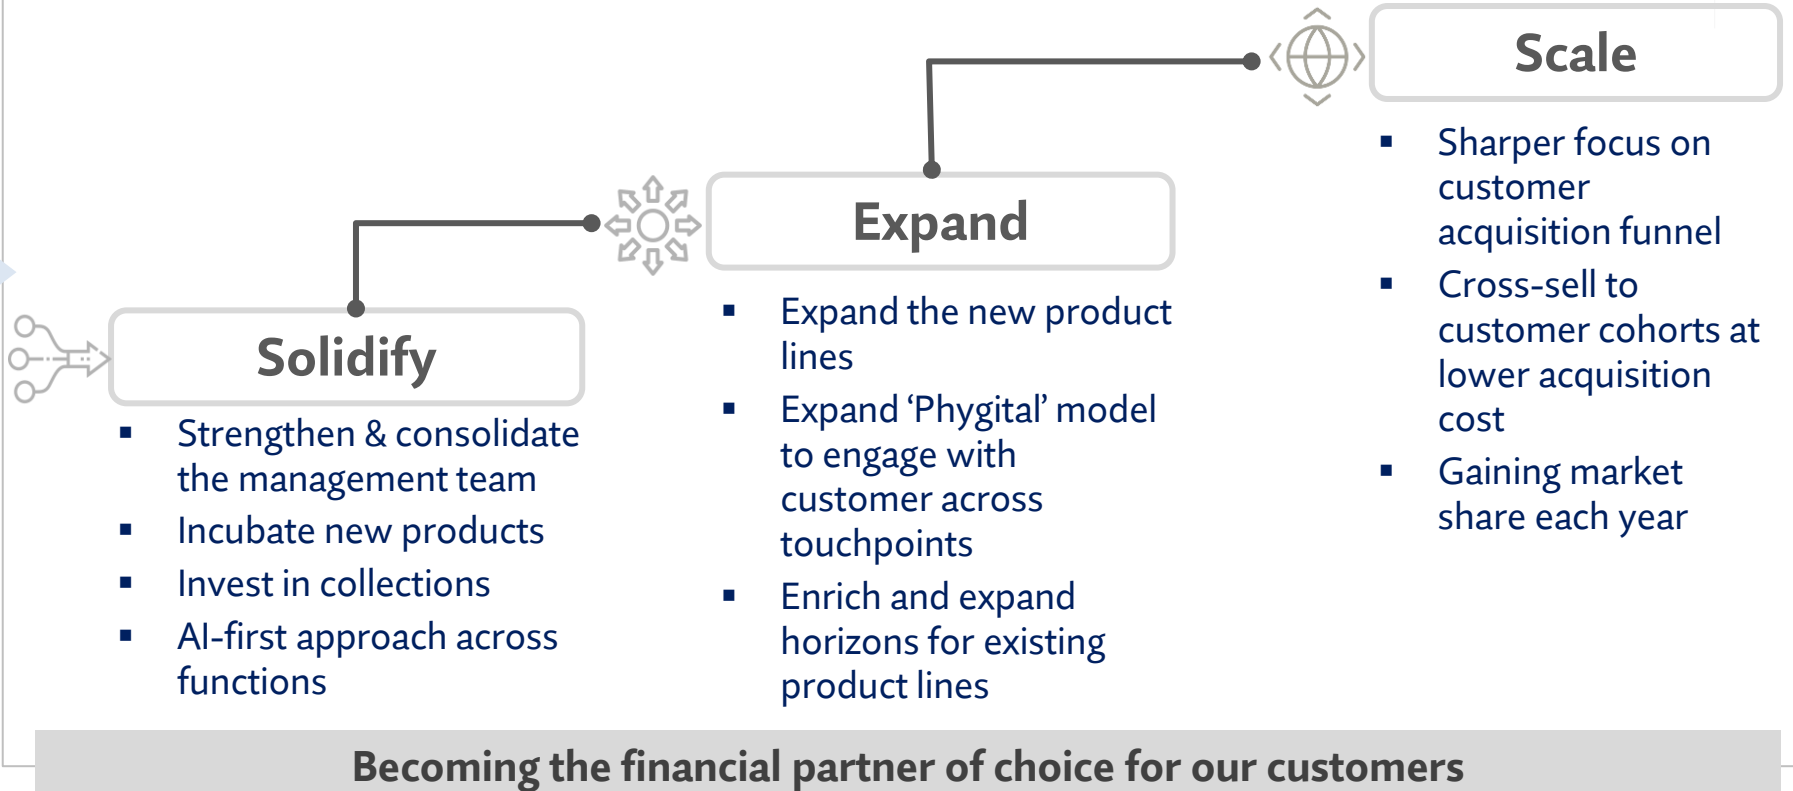 Solidify
Strengthen & consolidate
the management team
Incubate new products
Invest in collections
AI-first approach across
functions
Expand
Expand the new product
lines
Expand ‘Phygital’ model
to engage with
customer across
touchpoints
Enrich and expand
horizons for existing
product lines
Scale
Sharper focus on
customer
acquisition funnel
Cross-sell to
customer cohorts at
lower acquisition
cost
Gaining market
share each year
Becoming the financial partner of choice for our customers